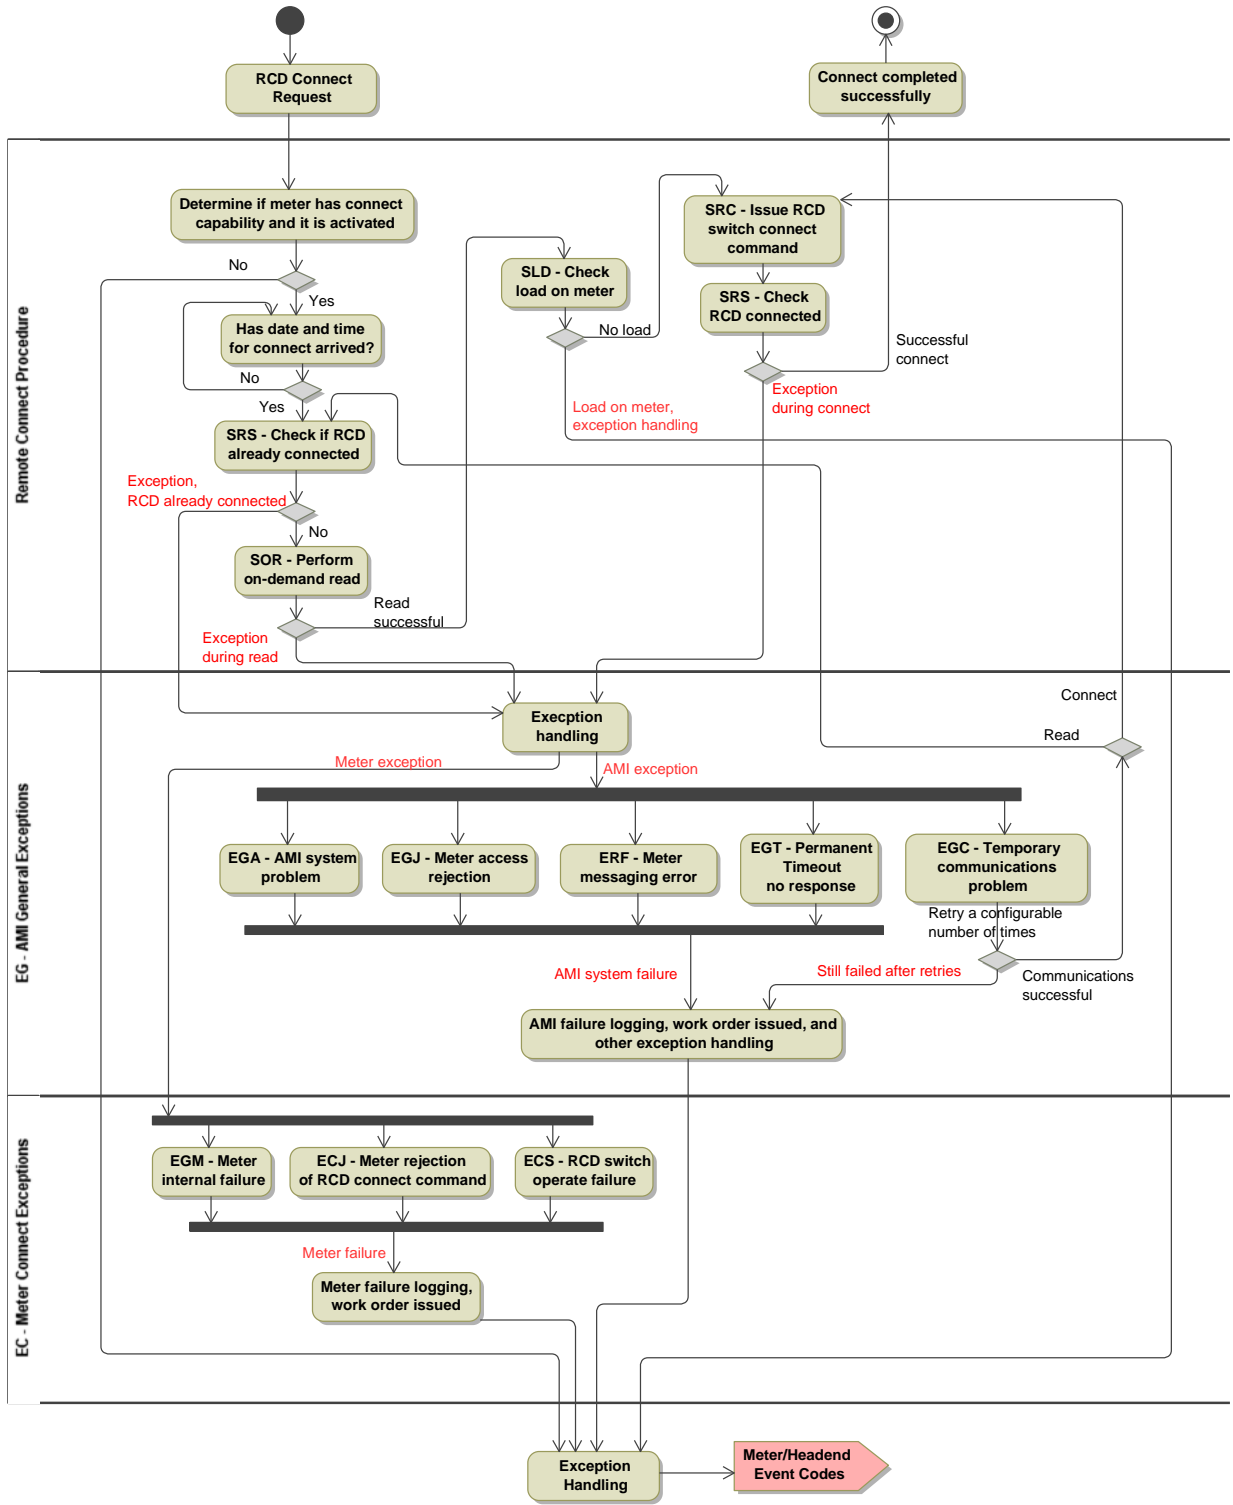 RCD Connect
Request
Connect completed
successfully
Remote Connect Procedure
Determine if meter has connect
capability and it is activated
No
Yes
Has date and time
for connect arrived?
No
Yes
SRS - Check if RCD
already connected
Exception,
RCD already connected
No
SOR - Perform
on-demand read
Read
successful
Exception
during read
SLD - Check
load on meter
No load
Load on meter,
exception handling
SRC - Issue RCD
switch connect
command
SRS - Check
RCD connected
Successful
connect
Exception
during connect
EG - AMI General Exceptions
Execption
handling
Connect
Read
Meter exception
AMI exception
EGA - AMI system
problem
EGJ - Meter access
rejection
ERF - Meter
messaging error
EGT - Permanent
Timeout
no response
EGC - Temporary
communications
problem
Retry a configurable
number of times
AMI system failure
Still failed after retries
Communications
successful
AMI failure logging, work order issued, and
other exception handling
EC - Meter Connect Exceptions
EGM - Meter
internal failure
ECJ - Meter rejection
of RCD connect command
ECS - RCD switch
operate failure
Meter failure
Meter failure logging,
work order issued
Exception
Handling
Meter/Headend
Event Codes